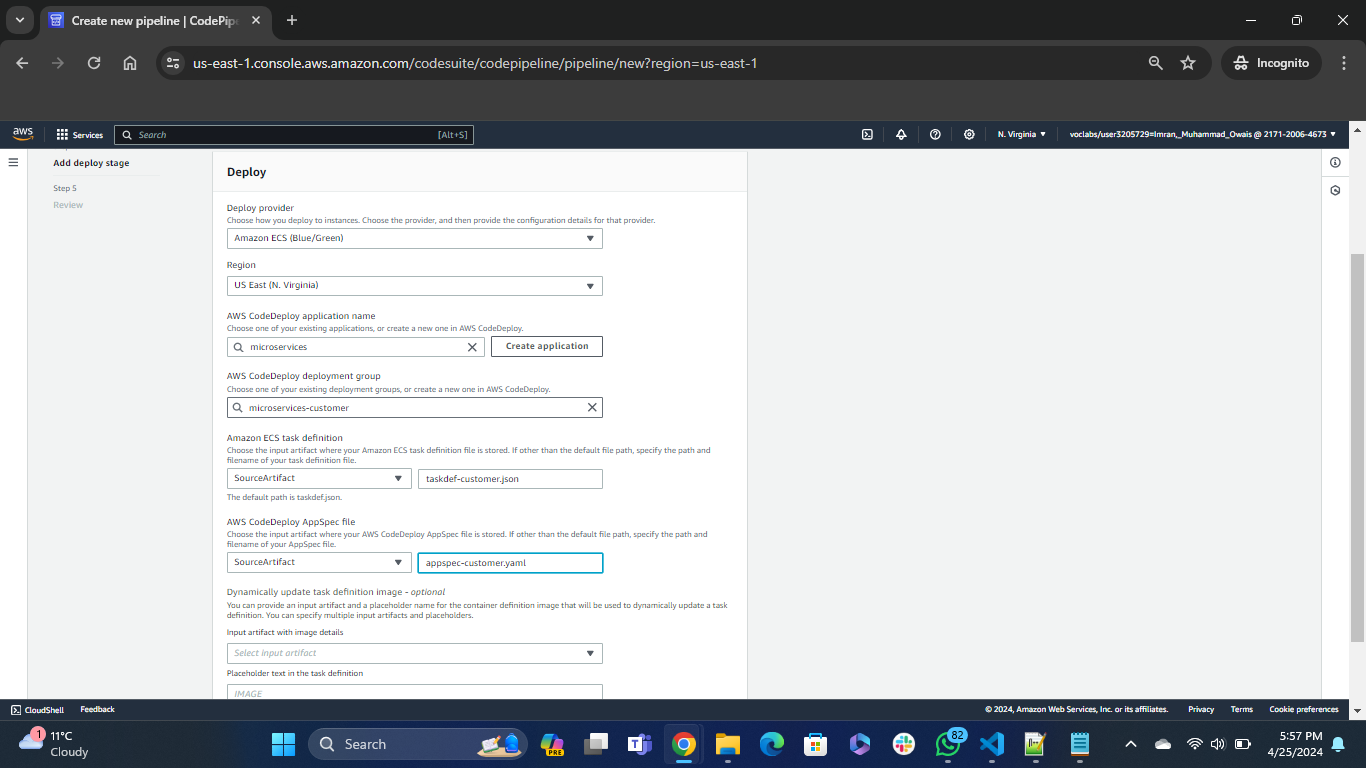 Create new pipeline | CodePipe
us-east-1.console.aws.amazon.com/codesuite/codepipeline/pipeline/new?region=us-east-1
Incognito
aws
Services
Search
[Alt+S]
N. Virginia
voclabs/user3205729=Imran,_Muhammad_Owais @ 2171-2006-4673
Add deploy stage
Step 5
Review
Deploy
Deploy provider
Choose how you deploy to instances. Choose the provider, and then provide the configuration details for that provider.
Amazon ECS (Blue/Green)
Region
US East (N. Virginia)
AWS CodeDeploy application name
Choose one of your existing applications, or create a new one in AWS CodeDeploy.
microservices
Create application
AWS CodeDeploy deployment group
Choose one of your existing deployment groups, or create a new one in AWS CodeDeploy.
microservices-customer
Amazon ECS task definition
Choose the input artifact where your Amazon ECS task definition file is stored. If other than the default file path, specify the path and
filename of your task definition file.
SourceArtifact
taskdef-customer.json
The default path is taskdef.json.
AWS CodeDeploy AppSpec file
Choose the input artifact where your AWS CodeDeploy AppSpec file is stored. If other than the default file path, specify the path and
filename of your AppSpec file.
SourceArtifact
appspec-customer.yaml
Dynamically update task definition image - optional
You can provide an input artifact and a placeholder name for the container definition image that will be used to dynamically update a task
definition. You can specify multiple input artifacts and placeholders.
Input artifact with image details
Select input artifact
Placeholder text in the task definition
IMAGE
CloudShell
Feedback
© 2024, Amazon Web Services, Inc. or its affiliates.
Privacy
Terms
Cookie preferences
1
11°C
Cloudy
Search
PRE
82
5:57 PM
4/25/2024